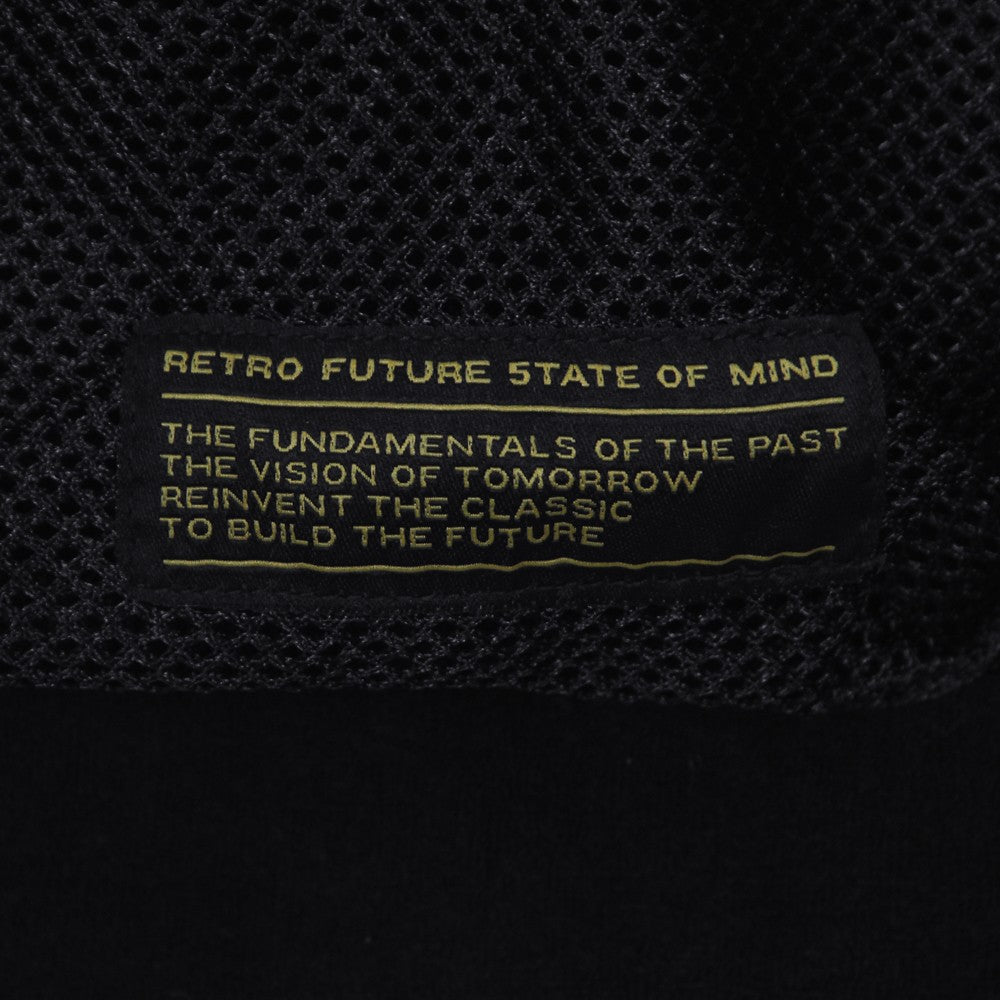 RETRO FUTURE STATE OF MIND
THE FUNDAMENTALS OF THE PAST
THE VISION OF TOMORROW
REINVENT THE CLASSIC
TO BUILD THE FUTURE